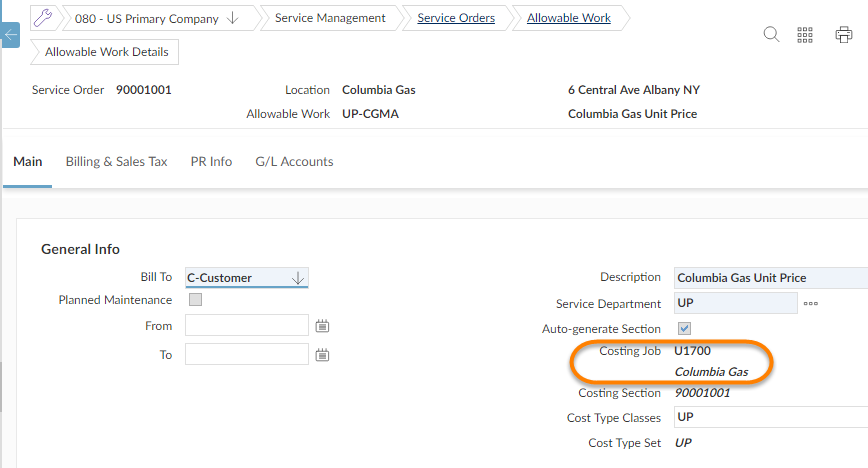 080 - US Primary Company Service Management Service Orders Allowable Work
Allowable Work Details
Service Order 90001001 Location Columbia Gas 6 Central Ave Albany NY
Allowable Work UP-CGMA Columbia Gas Unit Price
Main Billing & Sales Tax PR Info G/L Accounts
General Info
Bill To C-Customer Description Columbia Gas Unit Price
Planned Maintenance Service Department UP
From Auto-generate Section
To Costing Job U1700
Columbia Gas
Costing Section 90001001
Cost Type Classes UP
Cost Type Set UP